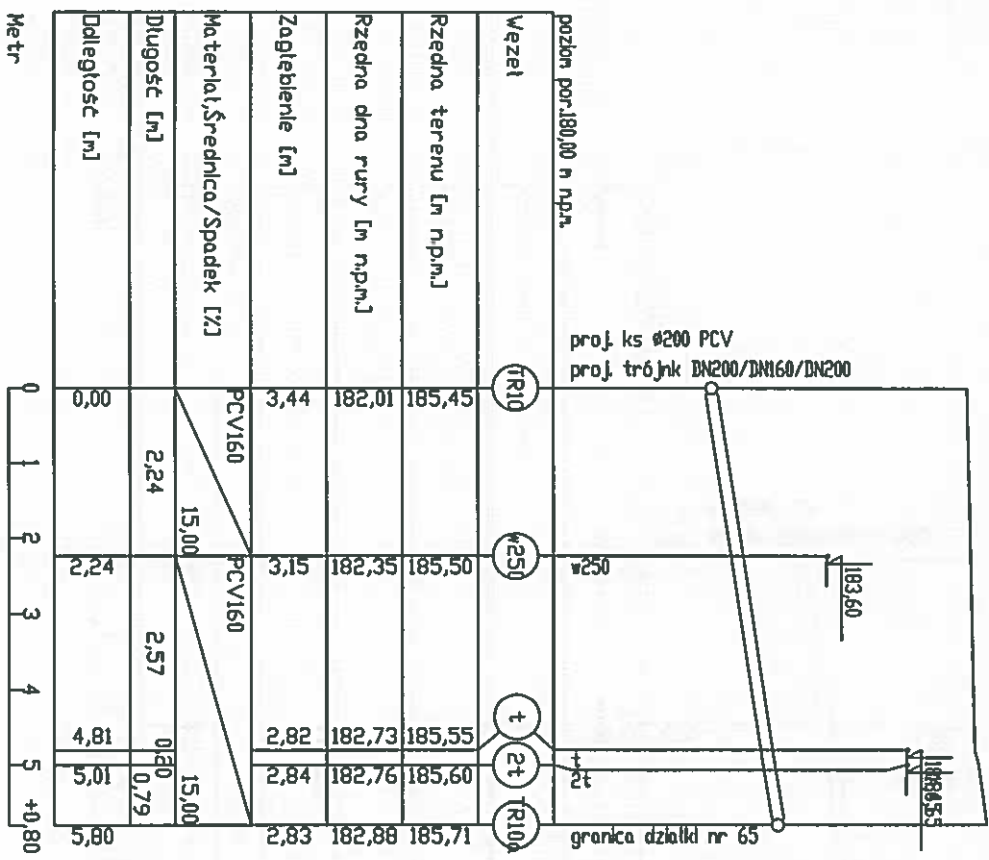 proj. ks ø200 PCV
proj. trójnk DN200/DN160/DN200
w250
183,60
t
2t
granica działki nr 65
poziom por.180,00 m n.p.m.
Węzeł
TR10
w250
t
2t
Rzędna terenu [m n.p.m.]
185,45
185,50
185,55
185,60
185,71
Rzędna dna rury [m n.p.m.]
182,01
182,35
182,73
182,76
182,88
Zagłębienie [m]
3,44
3,15
2,82
2,84
2,83
Materiał,Średnica/Spadek [%]
PCV160
15,00
PCV160
15,00
Długość [m]
2,24
2,57
0,20
0,79
Odległość [m]
0,00
2,24
4,81
5,01
5,80
Metr
0
1
2
3
4
5
+0.80